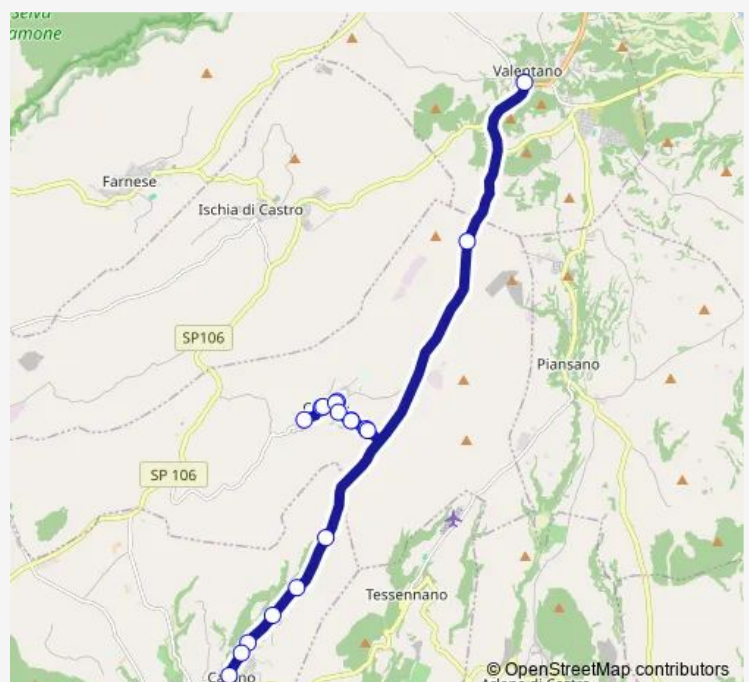 Selva
amone
Valentano
Farnese
Ischia di Castro
SP106
Piansano
SP 106
Tessennano
© OpenStreetMap contributors